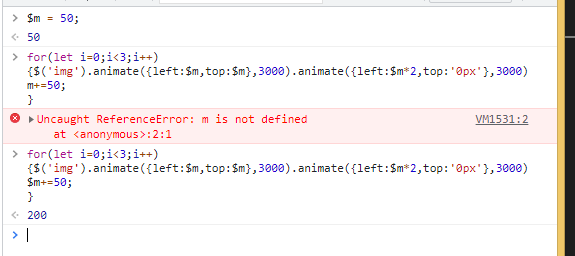 $m = 50;
50
for(let i=0;i<3;i++)
{$('img').animate({left:$m,top:$m},3000).animate({left:$m*2,top:'0px'},3000)
m+=50;
}
Uncaught ReferenceError: m is not defined VM1531:2
at <anonymous>:2:1
for(let i=0;i<3;i++)
{$('img').animate({left:$m,top:$m},3000).animate({left:$m*2,top:'0px'},3000)
$m+=50;
}
200